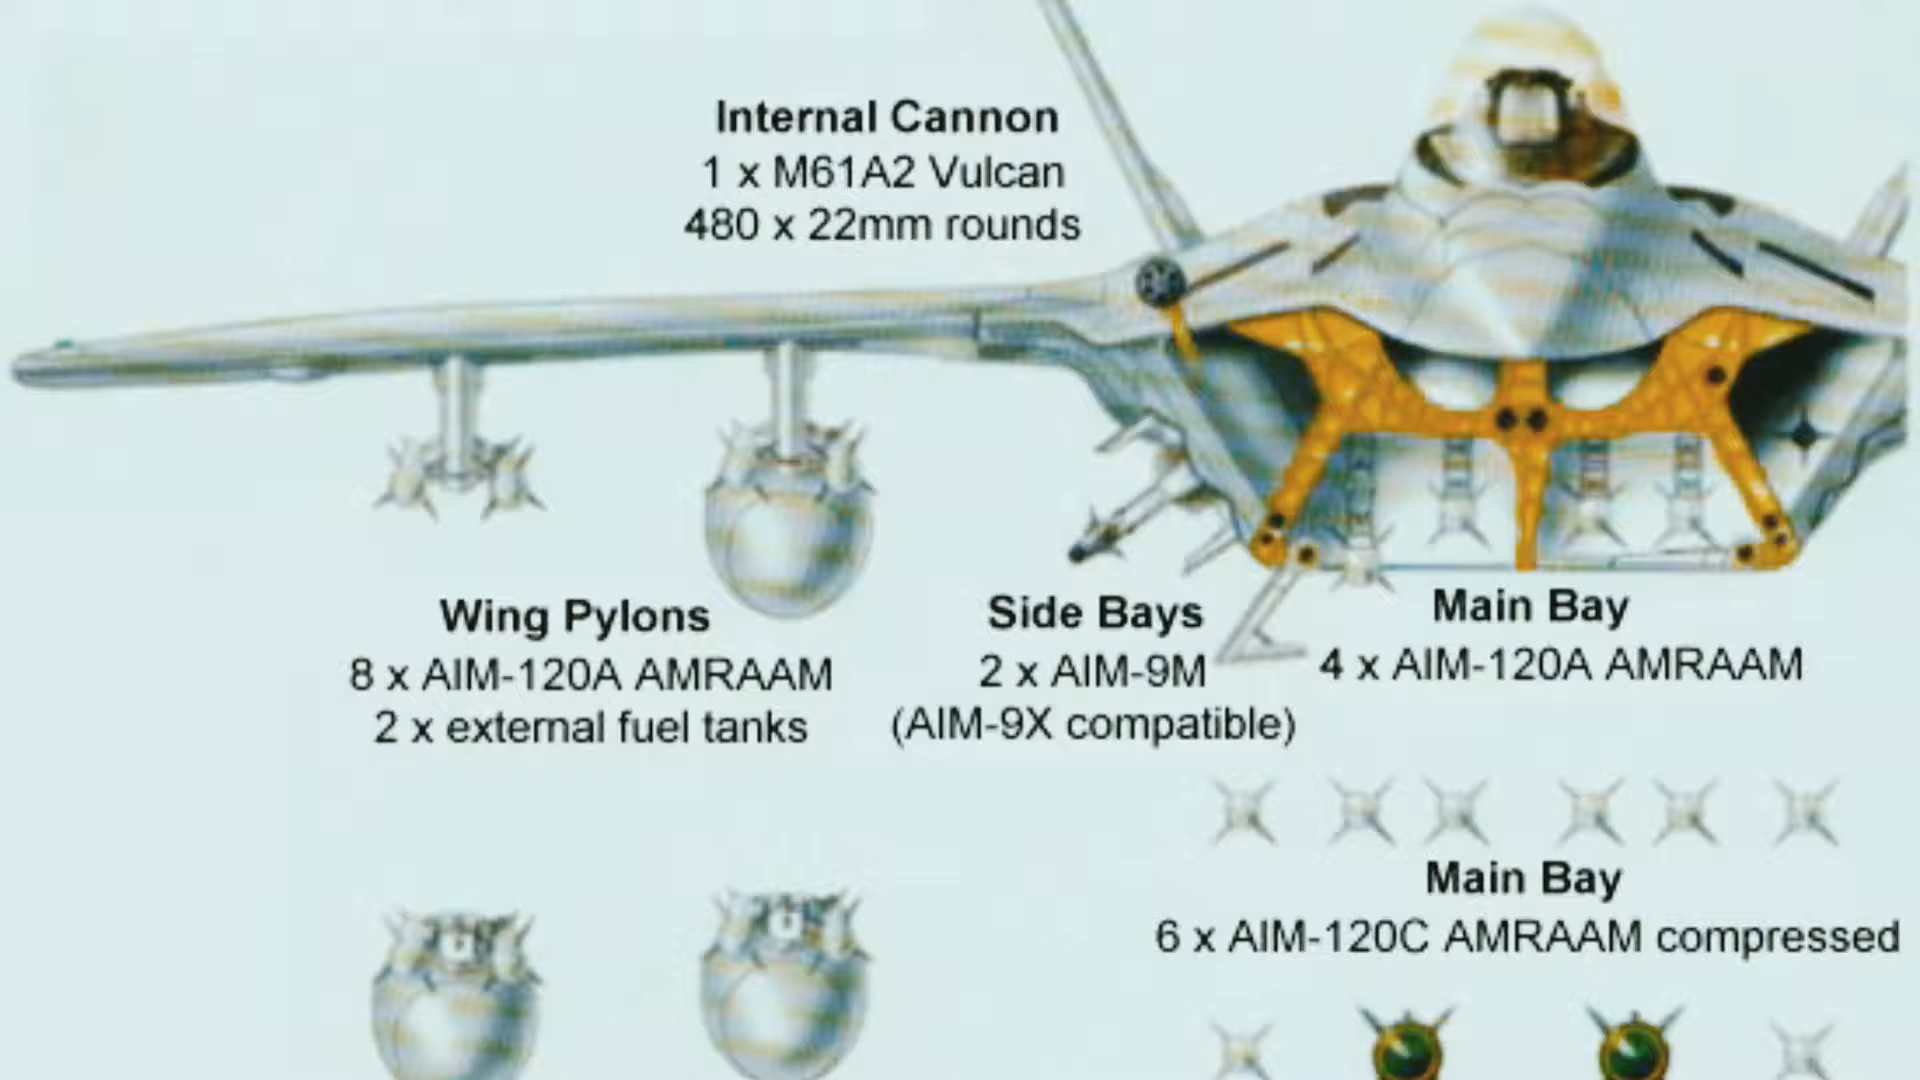 Internal Cannon
1 x M61A2 Vulcan
480 x 22mm rounds
Wing Pylons
8 x AIM-120A AMRAAM
2 x external fuel tanks
Side Bays
2 x AIM-9M
(AIM-9X compatible)
Main Bay
4 x AIM-120A AMRAAM
Main Bay
6 x AIM-120C AMRAAM compressed